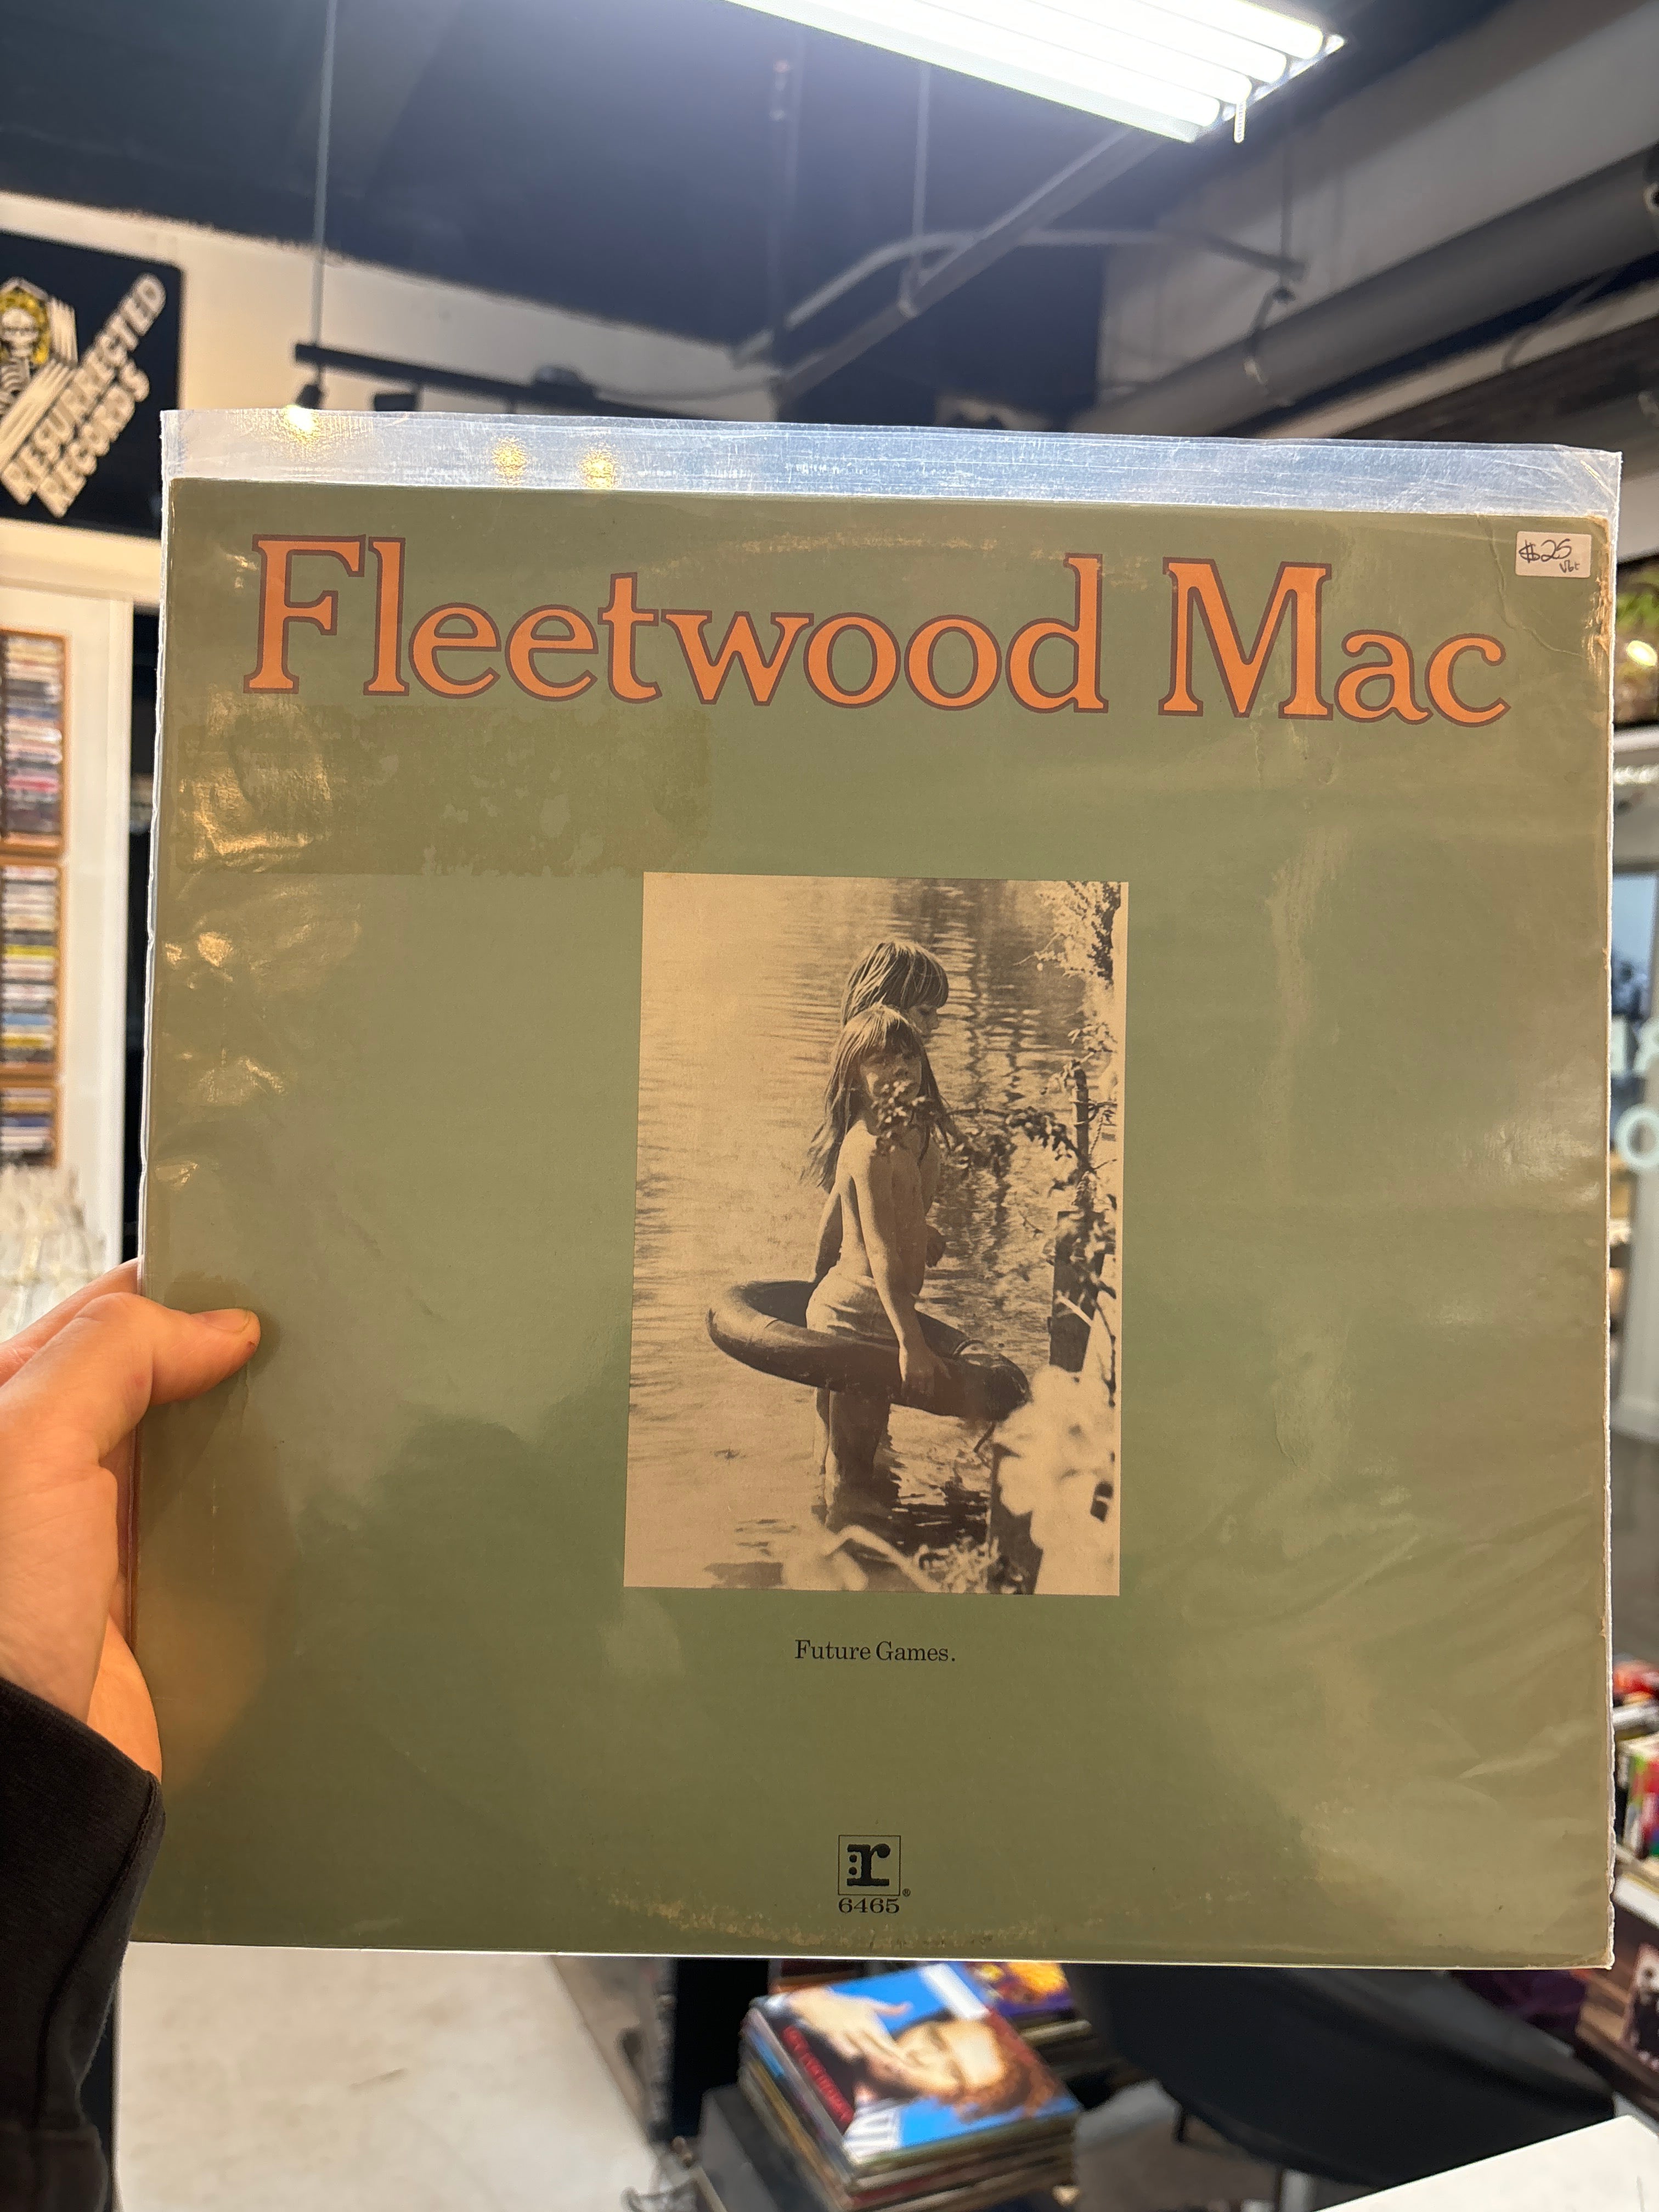 RESURRECTED
RECORDS
Fleetwood Mac
$25
Future Games.
r
®
6465